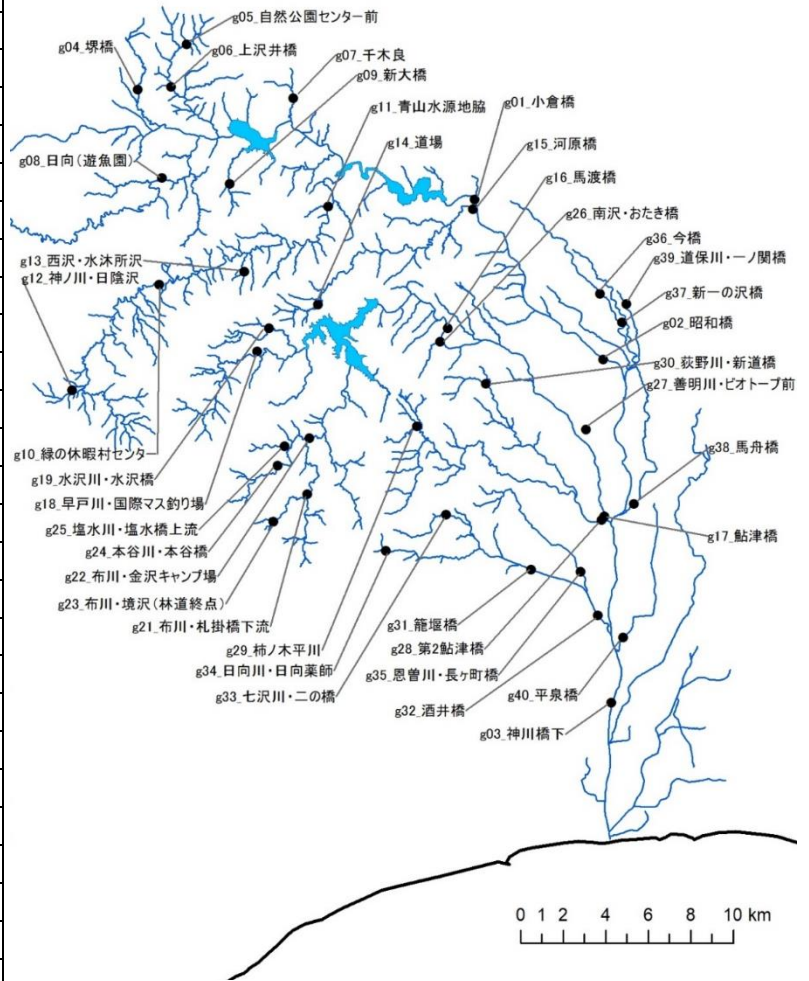 g05_自然公園センター前
g04_堺橋
g06_上沢井橋
g07_千木良
g09_新大橋
g11_青山水源地脇
g01_小倉橋
g14_道場
g15_河原橋
g08_日向(遊魚園)
g16_馬渡橋
g26_南沢・おたき橋
g36_今橋
g13_西沢・水沐所沢
g39_道保川・一ノ関橋
g12_神ノ川・日陰沢
g37_新一の沢橋
g02_昭和橋
g30_荻野川・新道橋
g27_善明川・ビオトープ前
g10_緑の休暇村センター
g38_馬舟橋
g19_水沢川・水沢橋
g18_早戸川・国際マス釣り場
g25_塩水川・塩水橋上流
g17_鮎津橋
g24_本谷川・本谷橋
g22_布川・金沢キャンプ場
g23_布川・境沢(林道終点)
g21_布川・札掛橋下流
g31_籠堰橋
g29_柿ノ木平川
g28_第2鮎津橋
g34_日向川・日向薬師
g35_恩曽川・長ヶ町橋
g33_七沢川・二の橋
g40_平泉橋
g32_酒井橋
g03_神川橋下
0 1 2 4 6 8 10 km